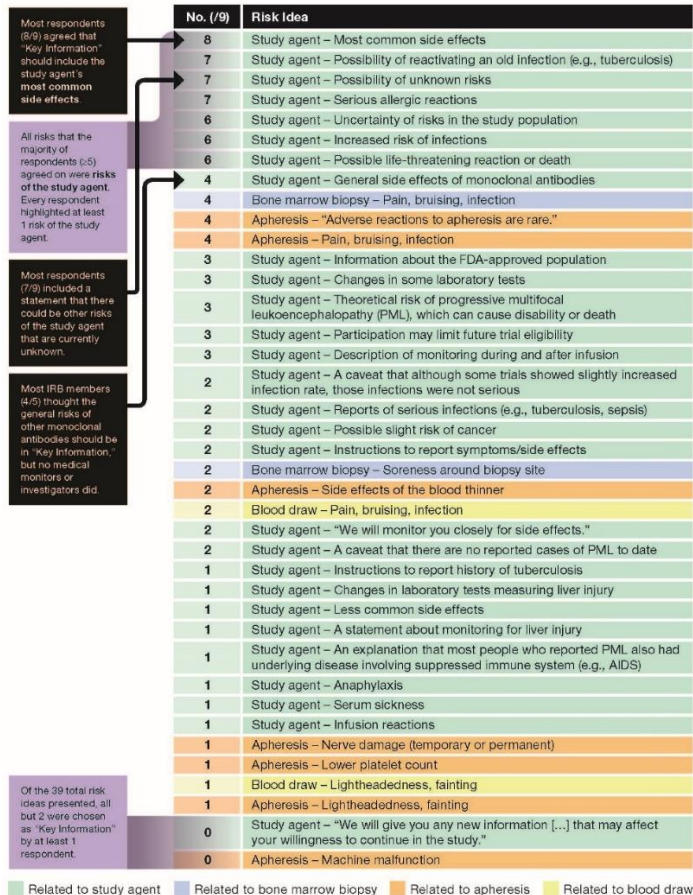 Most respondents
(8/9) agreed that
“Key Information”
should include the
study agent’s
most common
side effects.
All risks that the
majority of
respondents (≥5)
agreed on were risks
of the study agent.
Every respondent
highlighted at least
1 risk of the study
agent.
Most respondents
(7/9) included a
statement that there
could be other risks
of the study agent
that are currently
unknown.
Most IRB members
(4/5) thought the
general risks of
other monoclonal
antibodies should be
in “Key Information,”
but no medical
monitors or
investigators did.
Of the 39 total risk
ideas presented, all
but 2 were chosen
as “Key Information”
by at least 1
respondent.
No. (/9) Risk Idea
8 Study agent – Most common side effects
7 Study agent – Possibility of reactivating an old infection (e.g., tuberculosis)
7 Study agent – Possibility of unknown risks
7 Study agent – Serious allergic reactions
6 Study agent – Uncertainty of risks in the study population
6 Study agent – Increased risk of infections
6 Study agent – Possible life-threatening reaction or death
4 Study agent – General side effects of monoclonal antibodies
4 Bone marrow biopsy – Pain, bruising, infection
4 Apheresis – “Adverse reactions to apheresis are rare.”
4 Apheresis – Pain, bruising, infection
3 Study agent – Information about the FDA-approved population
3 Study agent – Changes in some laboratory tests
3 Study agent – Theoretical risk of progressive multifocal
leukoencephalopathy (PML), which can cause disability or death
3 Study agent – Participation may limit future trial eligibility
3 Study agent – Description of monitoring during and after infusion
2 Study agent – A caveat that although some trials showed slightly increased
infection rate, those infections were not serious
2 Study agent – Reports of serious infections (e.g., tuberculosis, sepsis)
2 Study agent – Possible slight risk of cancer
2 Study agent – Instructions to report symptoms/side effects
2 Bone marrow biopsy – Soreness around biopsy site
2 Apheresis – Side effects of the blood thinner
2 Blood draw – Pain, bruising, infection
2 Study agent – “We will monitor you closely for side effects.”
2 Study agent – A caveat that there are no reported cases of PML to date
1 Study agent – Instructions to report history of tuberculosis
1 Study agent – Changes in laboratory tests measuring liver injury
1 Study agent – Less common side effects
1 Study agent – A statement about monitoring for liver injury
1 Study agent – An explanation that most people who reported PML also had
underlying disease involving suppressed immune system (e.g., AIDS)
1 Study agent – Anaphylaxis
1 Study agent – Serum sickness
1 Study agent – Infusion reactions
1 Apheresis – Nerve damage (temporary or permanent)
1 Apheresis – Lower platelet count
1 Blood draw – Lightheadedness, fainting
1 Apheresis – Lightheadedness, fainting
0 Study agent – “We will give you any new information [...] that may affect
your willingness to continue in the study.”
0 Apheresis – Machine malfunction
Related to study agent Related to bone marrow biopsy Related to apheresis Related to blood draw